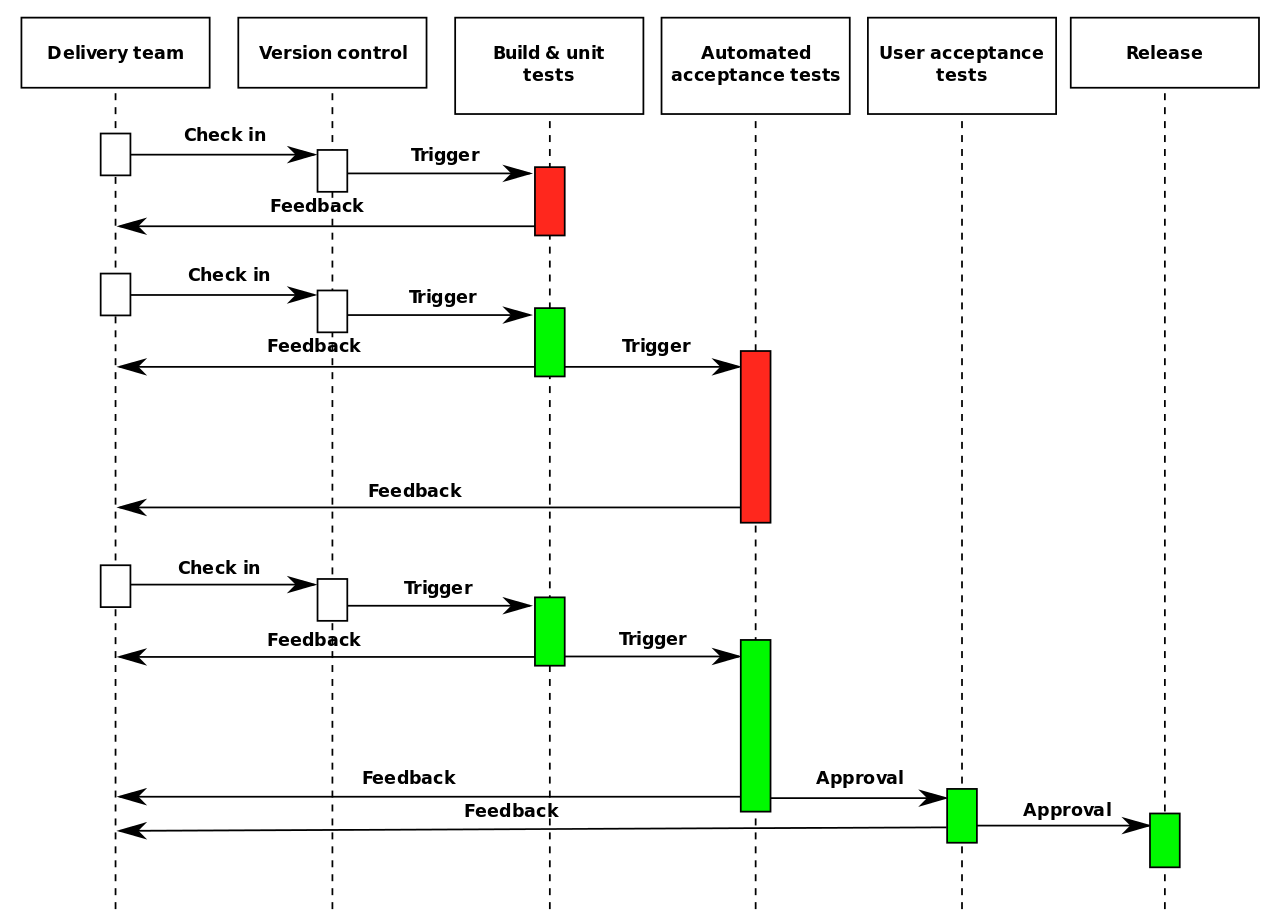 Delivery team
Version control
Build & unit
tests
Automated
acceptance tests
User acceptance
tests
Release
Check in
Trigger
Feedback
Check in
Trigger
Feedback
Trigger
Feedback
Check in
Trigger
Feedback
Trigger
Feedback
Approval
Feedback
Approval